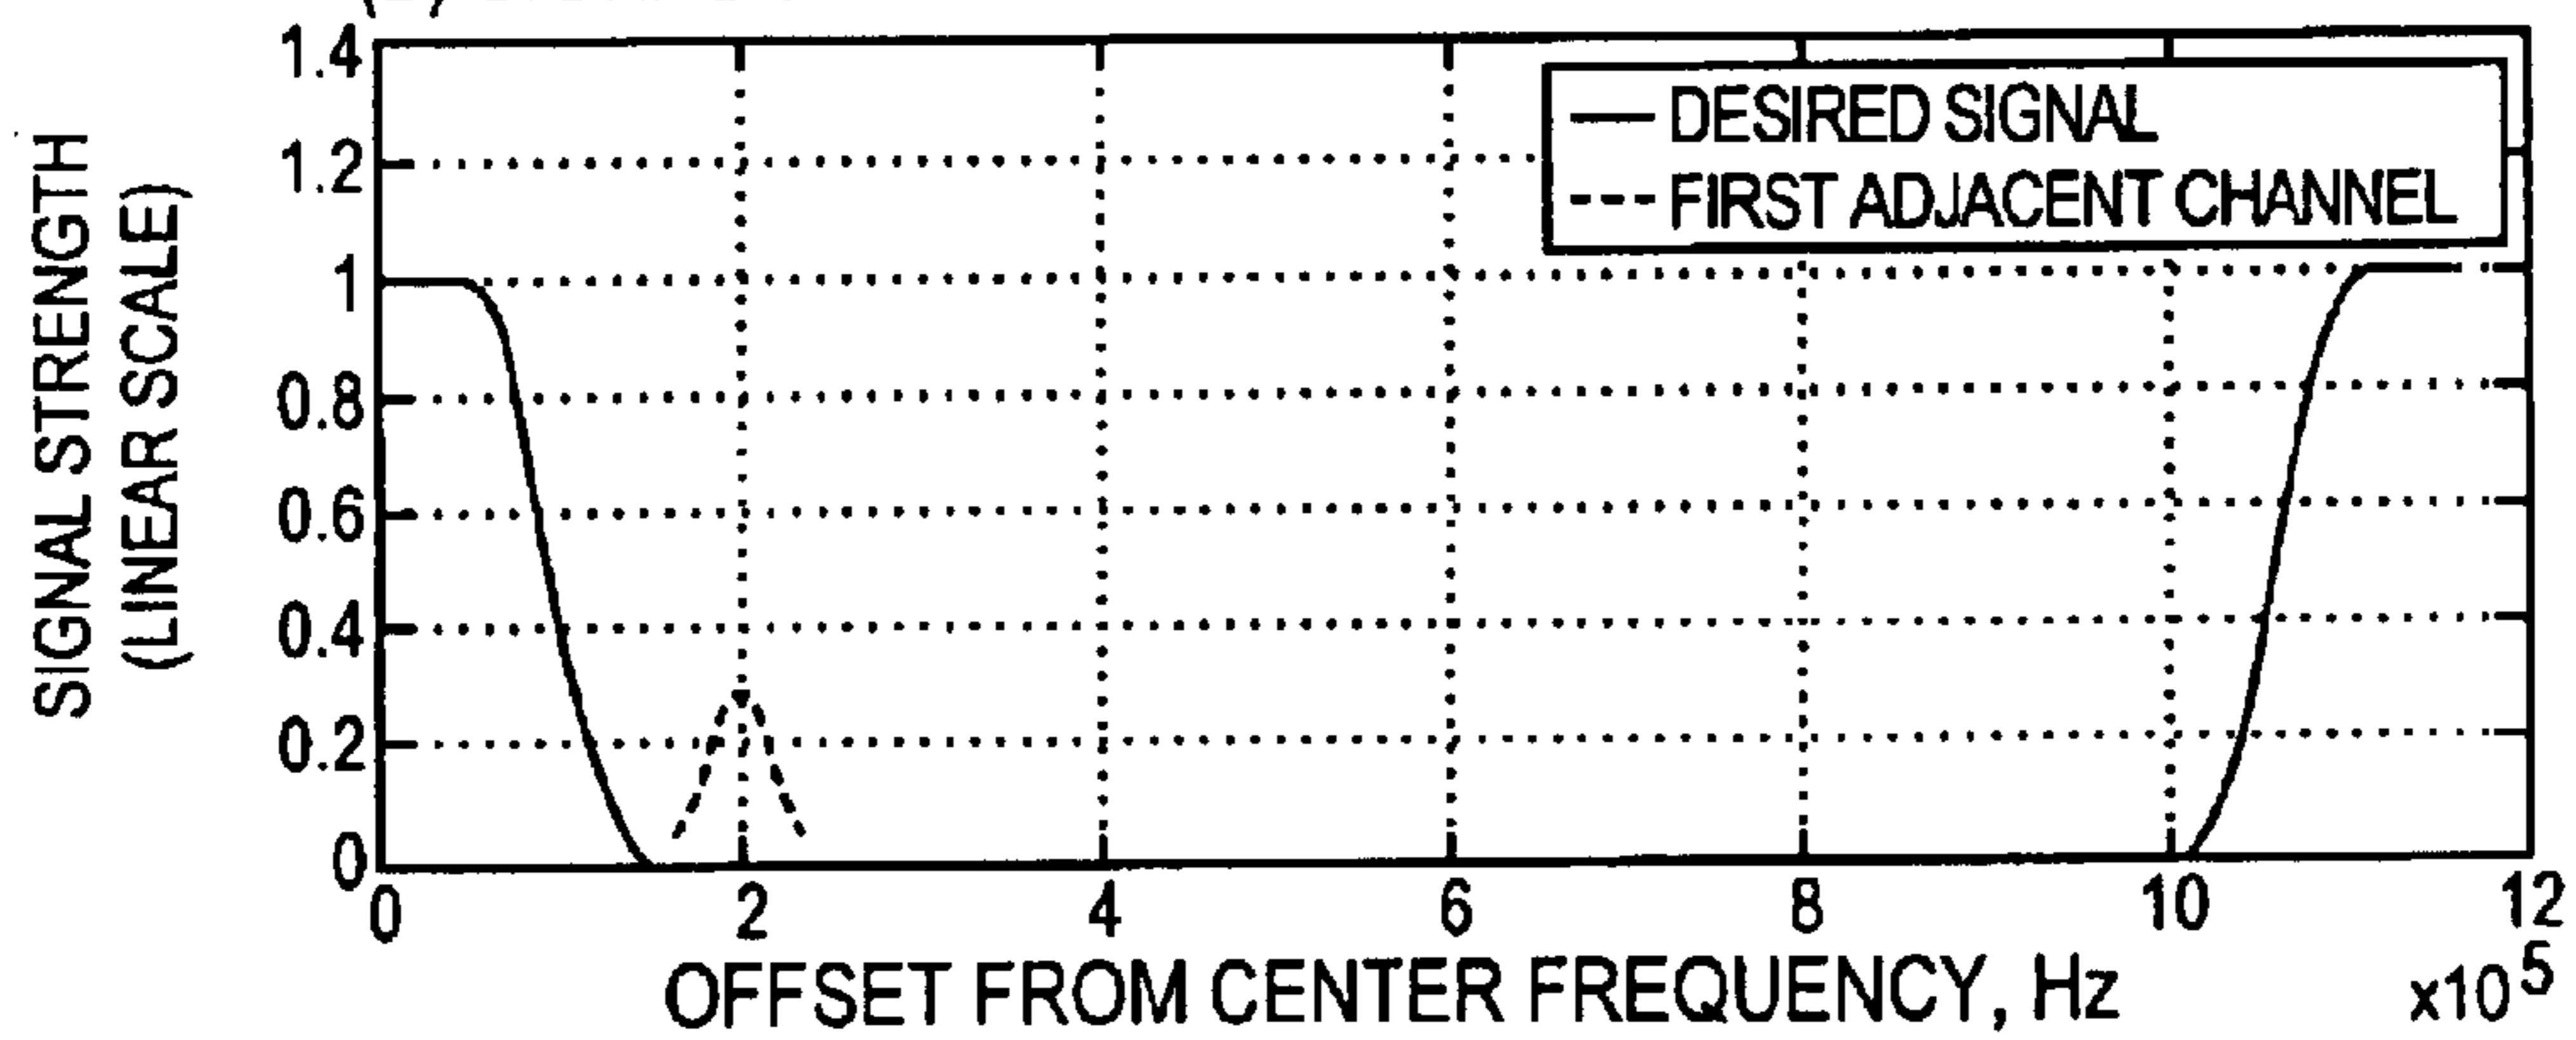 1.4
1.2
1
0.8
0.6
0.4
0.2
0
SIGNAL STRENGTH
(LINEAR SCALE)
DESIRED SIGNAL
FIRST ADJACENT CHANNEL
0 2 4 6 8 10 12
OFFSET FROM CENTER FREQUENCY, Hz
x10^5